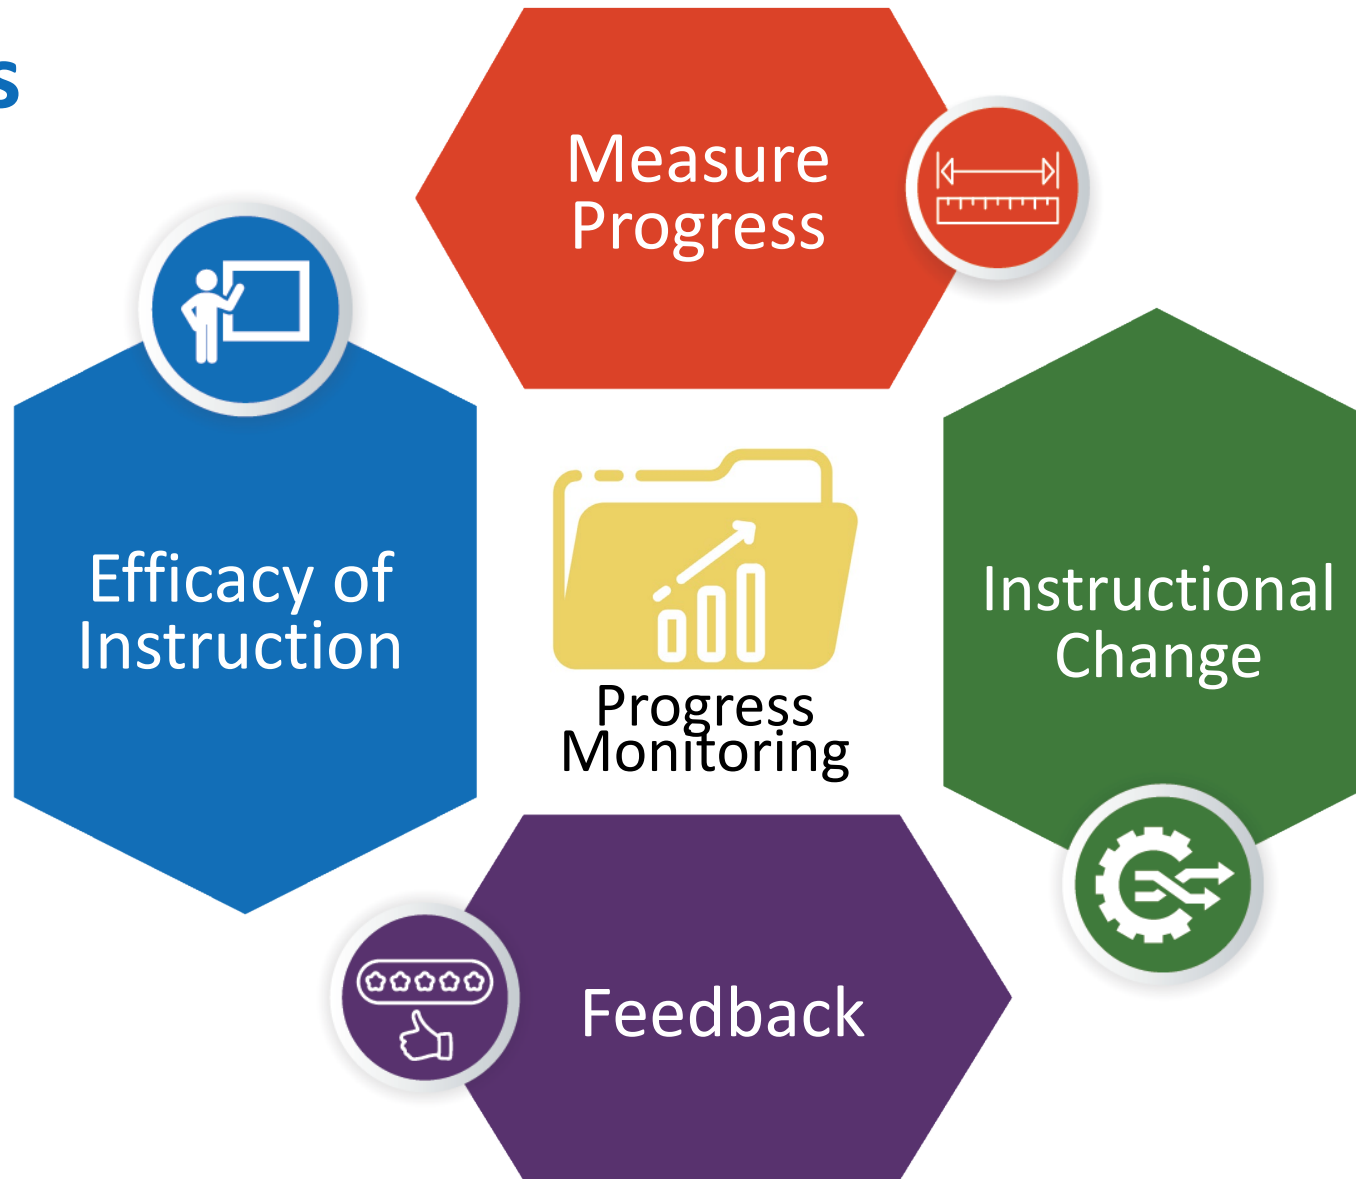 s
Measure
Progress
Efficacy of
Instruction
Instructional
Change
Progress
Monitoring
Feedback